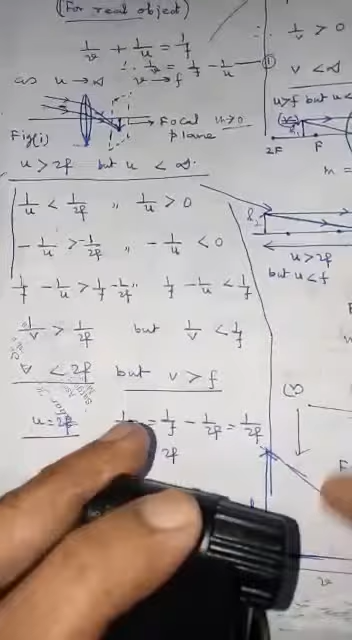 (For real object)
1/v + 1/u = 1/f
∴ 1/v = 1/f - 1/u
as u → ∞ v → f
Focal plane
Fig(i)
u > 2f but u < ∞.
1/u < 1/2f ,, 1/u > 0
-1/u > -1/2f ,, -1/u < 0
1/f - 1/u > 1/f - 1/2f ,, 1/f - 1/u < 1/f
1/v > 1/2f but 1/v < 1/f
v < 2f but v > f
u = 2f
= 1/f - 1/2f = 1/2f
2f
1/v > 0
v < ∞
u > f but u <
2F F
m =
u > 2f
but u < f
(v)
F
v